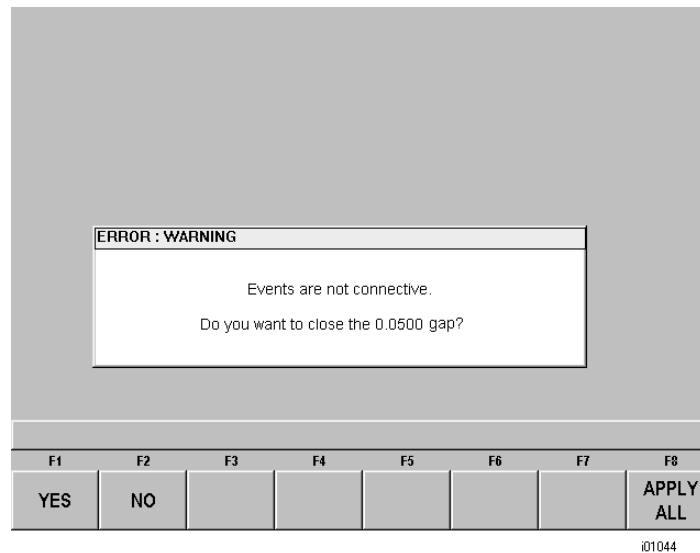 ERROR : WARNING
Events are not connective.
Do you want to close the 0.0500 gap?
F1 F2 F3 F4 F5 F6 F7 F8
YES NO APPLY
ALL
i01044